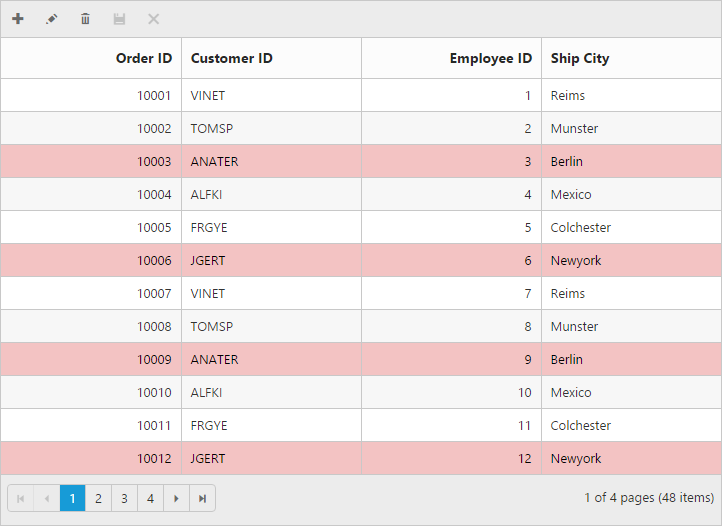 Order ID Customer ID Employee ID Ship City
10001 VINET 1 Reims
10002 TOMSP 2 Munster
10003 ANATER 3 Berlin
10004 ALFKI 4 Mexico
10005 FRGYE 5 Colchester
10006 JGERT 6 Newyork
10007 VINET 7 Reims
10008 TOMSP 8 Munster
10009 ANATER 9 Berlin
10010 ALFKI 10 Mexico
10011 FRGYE 11 Colchester
10012 JGERT 12 Newyork
1 2 3 4 1 of 4 pages (48 items)